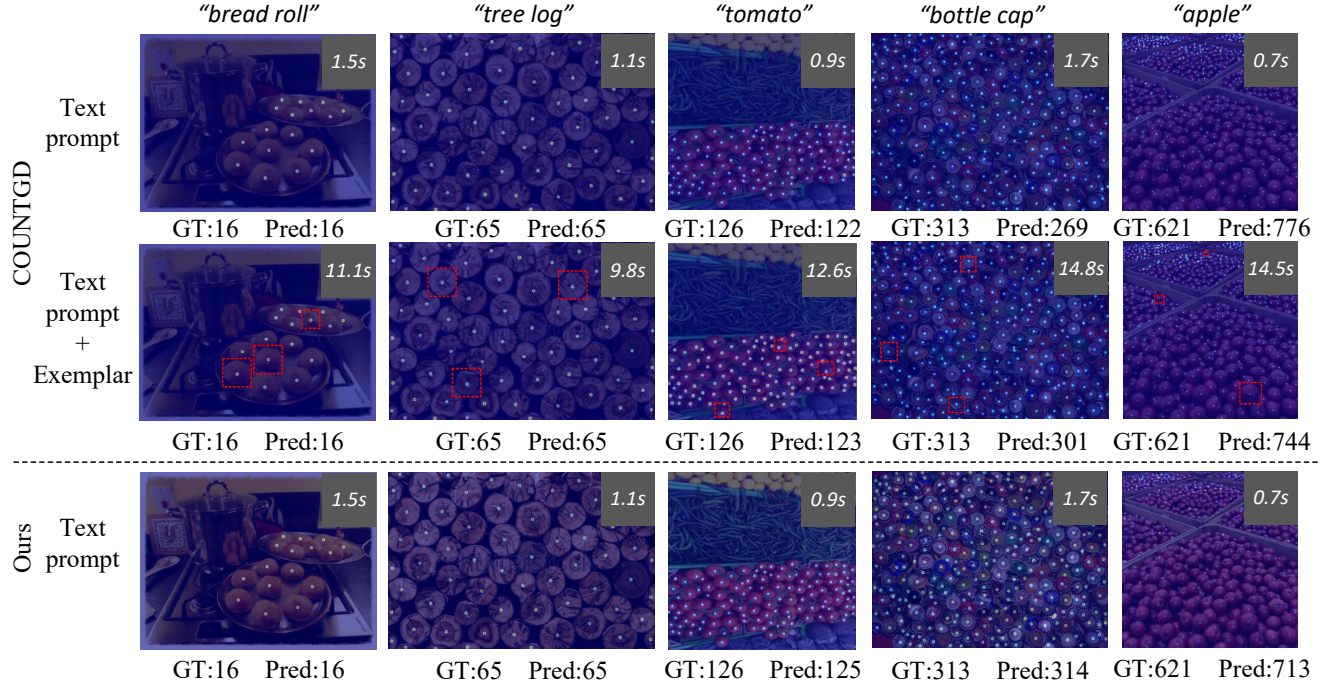 “bread roll” “tree log” “tomato” “bottle cap” “apple”
COUNTGD
Text
prompt
1.5s 1.1s 0.9s 1.7s 0.7s
GT:16 Pred:16 GT:65 Pred:65 GT:126 Pred:122 GT:313 Pred:269 GT:621 Pred:776
Text
prompt
+
Exemplar
11.1s 9.8s 12.6s 14.8s 14.5s
GT:16 Pred:16 GT:65 Pred:65 GT:126 Pred:123 GT:313 Pred:301 GT:621 Pred:744
Ours
Text
prompt
1.5s 1.1s 0.9s 1.7s 0.7s
GT:16 Pred:16 GT:65 Pred:65 GT:126 Pred:125 GT:313 Pred:314 GT:621 Pred:713